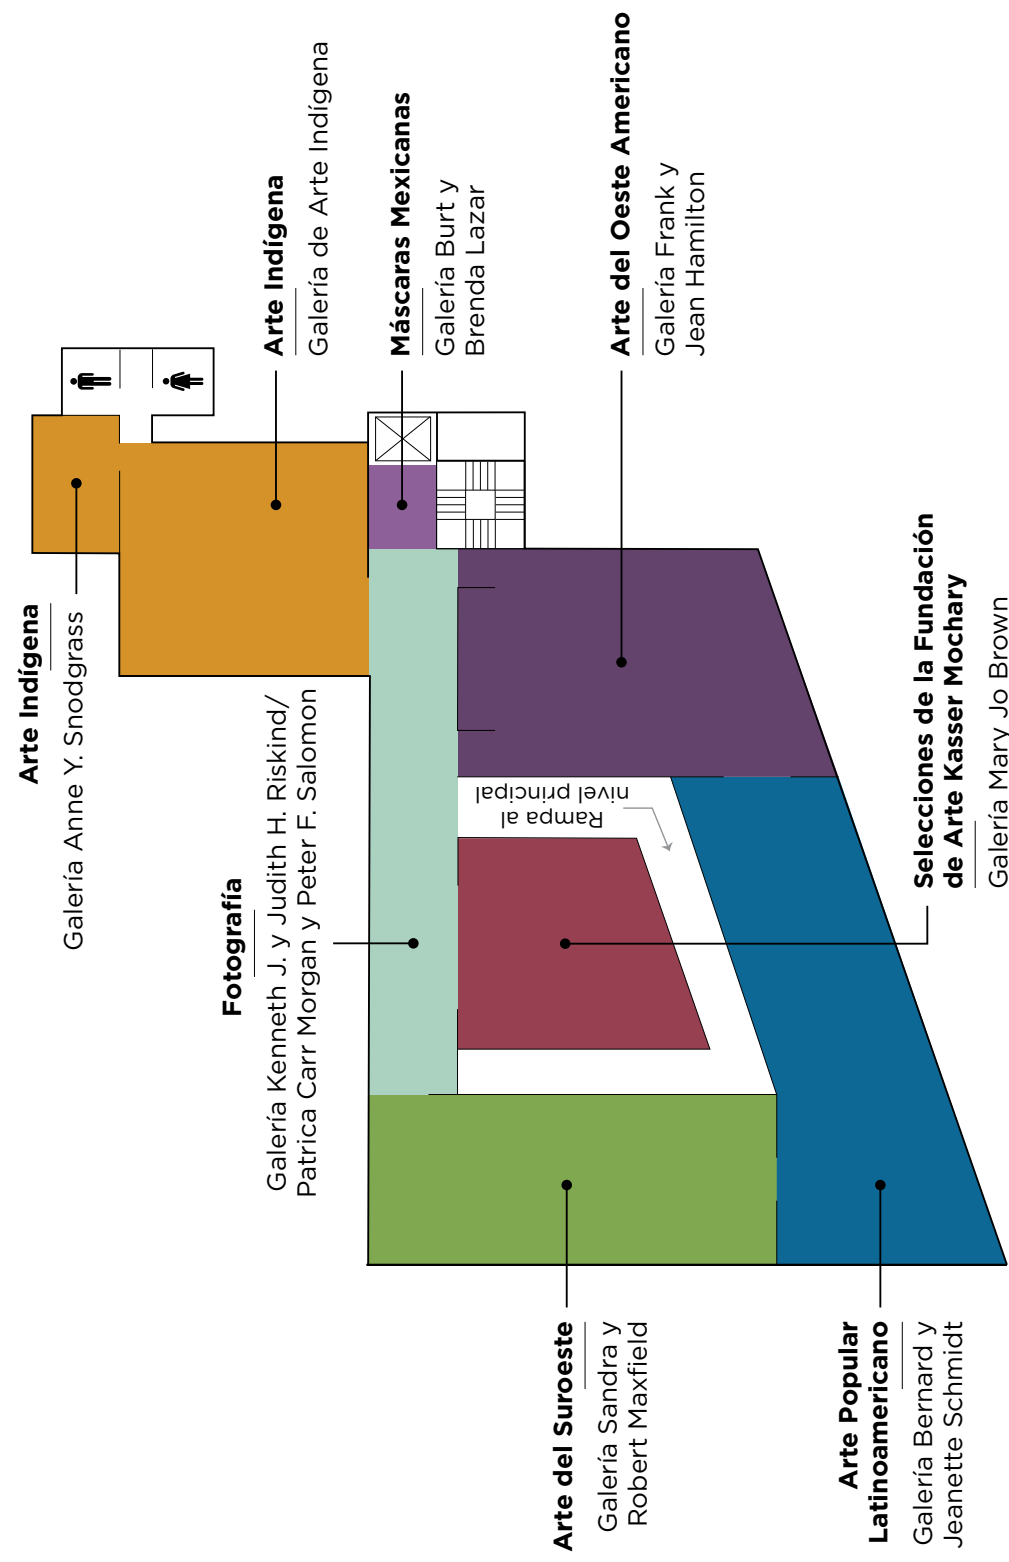 Arte Indígena
Galería Anne Y. Snodgrass
Arte Indígena
Galería de Arte Indígena
Fotografía
Galería Kenneth J. y Judith H. Riskind/
Patrica Carr Morgan y Peter F. Salomon
Máscaras Mexicanas
Galería Burt y
Brenda Lazar
Arte del Oeste Americano
Galería Frank y
Jean Hamilton
Rampa al
nivel principal
Selecciones de la Fundación
de Arte Kasser Mochary
Galería Mary Jo Brown
Arte del Suroeste
Galería Sandra y
Robert Maxfield
Arte Popular
Latinoamericano
Galería Bernard y
Jeanette Schmidt